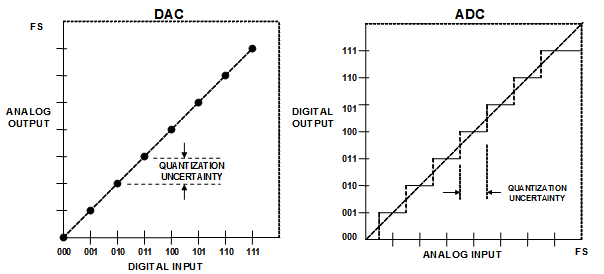 DAC
FS
ANALOG
OUTPUT
QUANTIZATION
UNCERTAINTY
000 001 010 011 100 101 110 111
DIGITAL INPUT
ADC
111
110
101
100
011
010
001
000
DIGITAL
OUTPUT
QUANTIZATION
UNCERTAINTY
ANALOG INPUT
FS